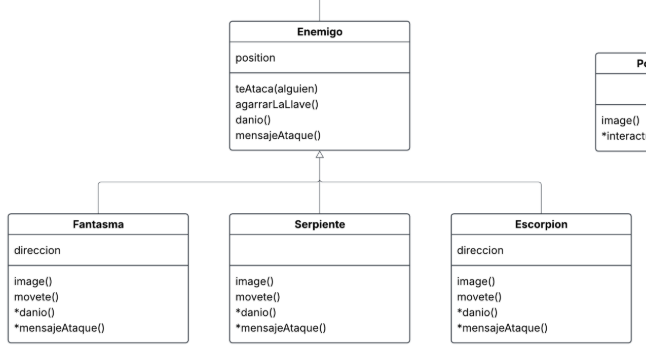 Enemigo
position
teAtaca(alguien)
agarrarLaLlave()
danio()
mensajeAtaque()
image()
Fantasma
direccion
image()
movete()
*danio()
*mensajeAtaque()
Serpiente
image()
movete()
*danio()
*mensajeAtaque()
Escorpion
direccion
image()
movete()
*danio()
*mensajeAtaque()